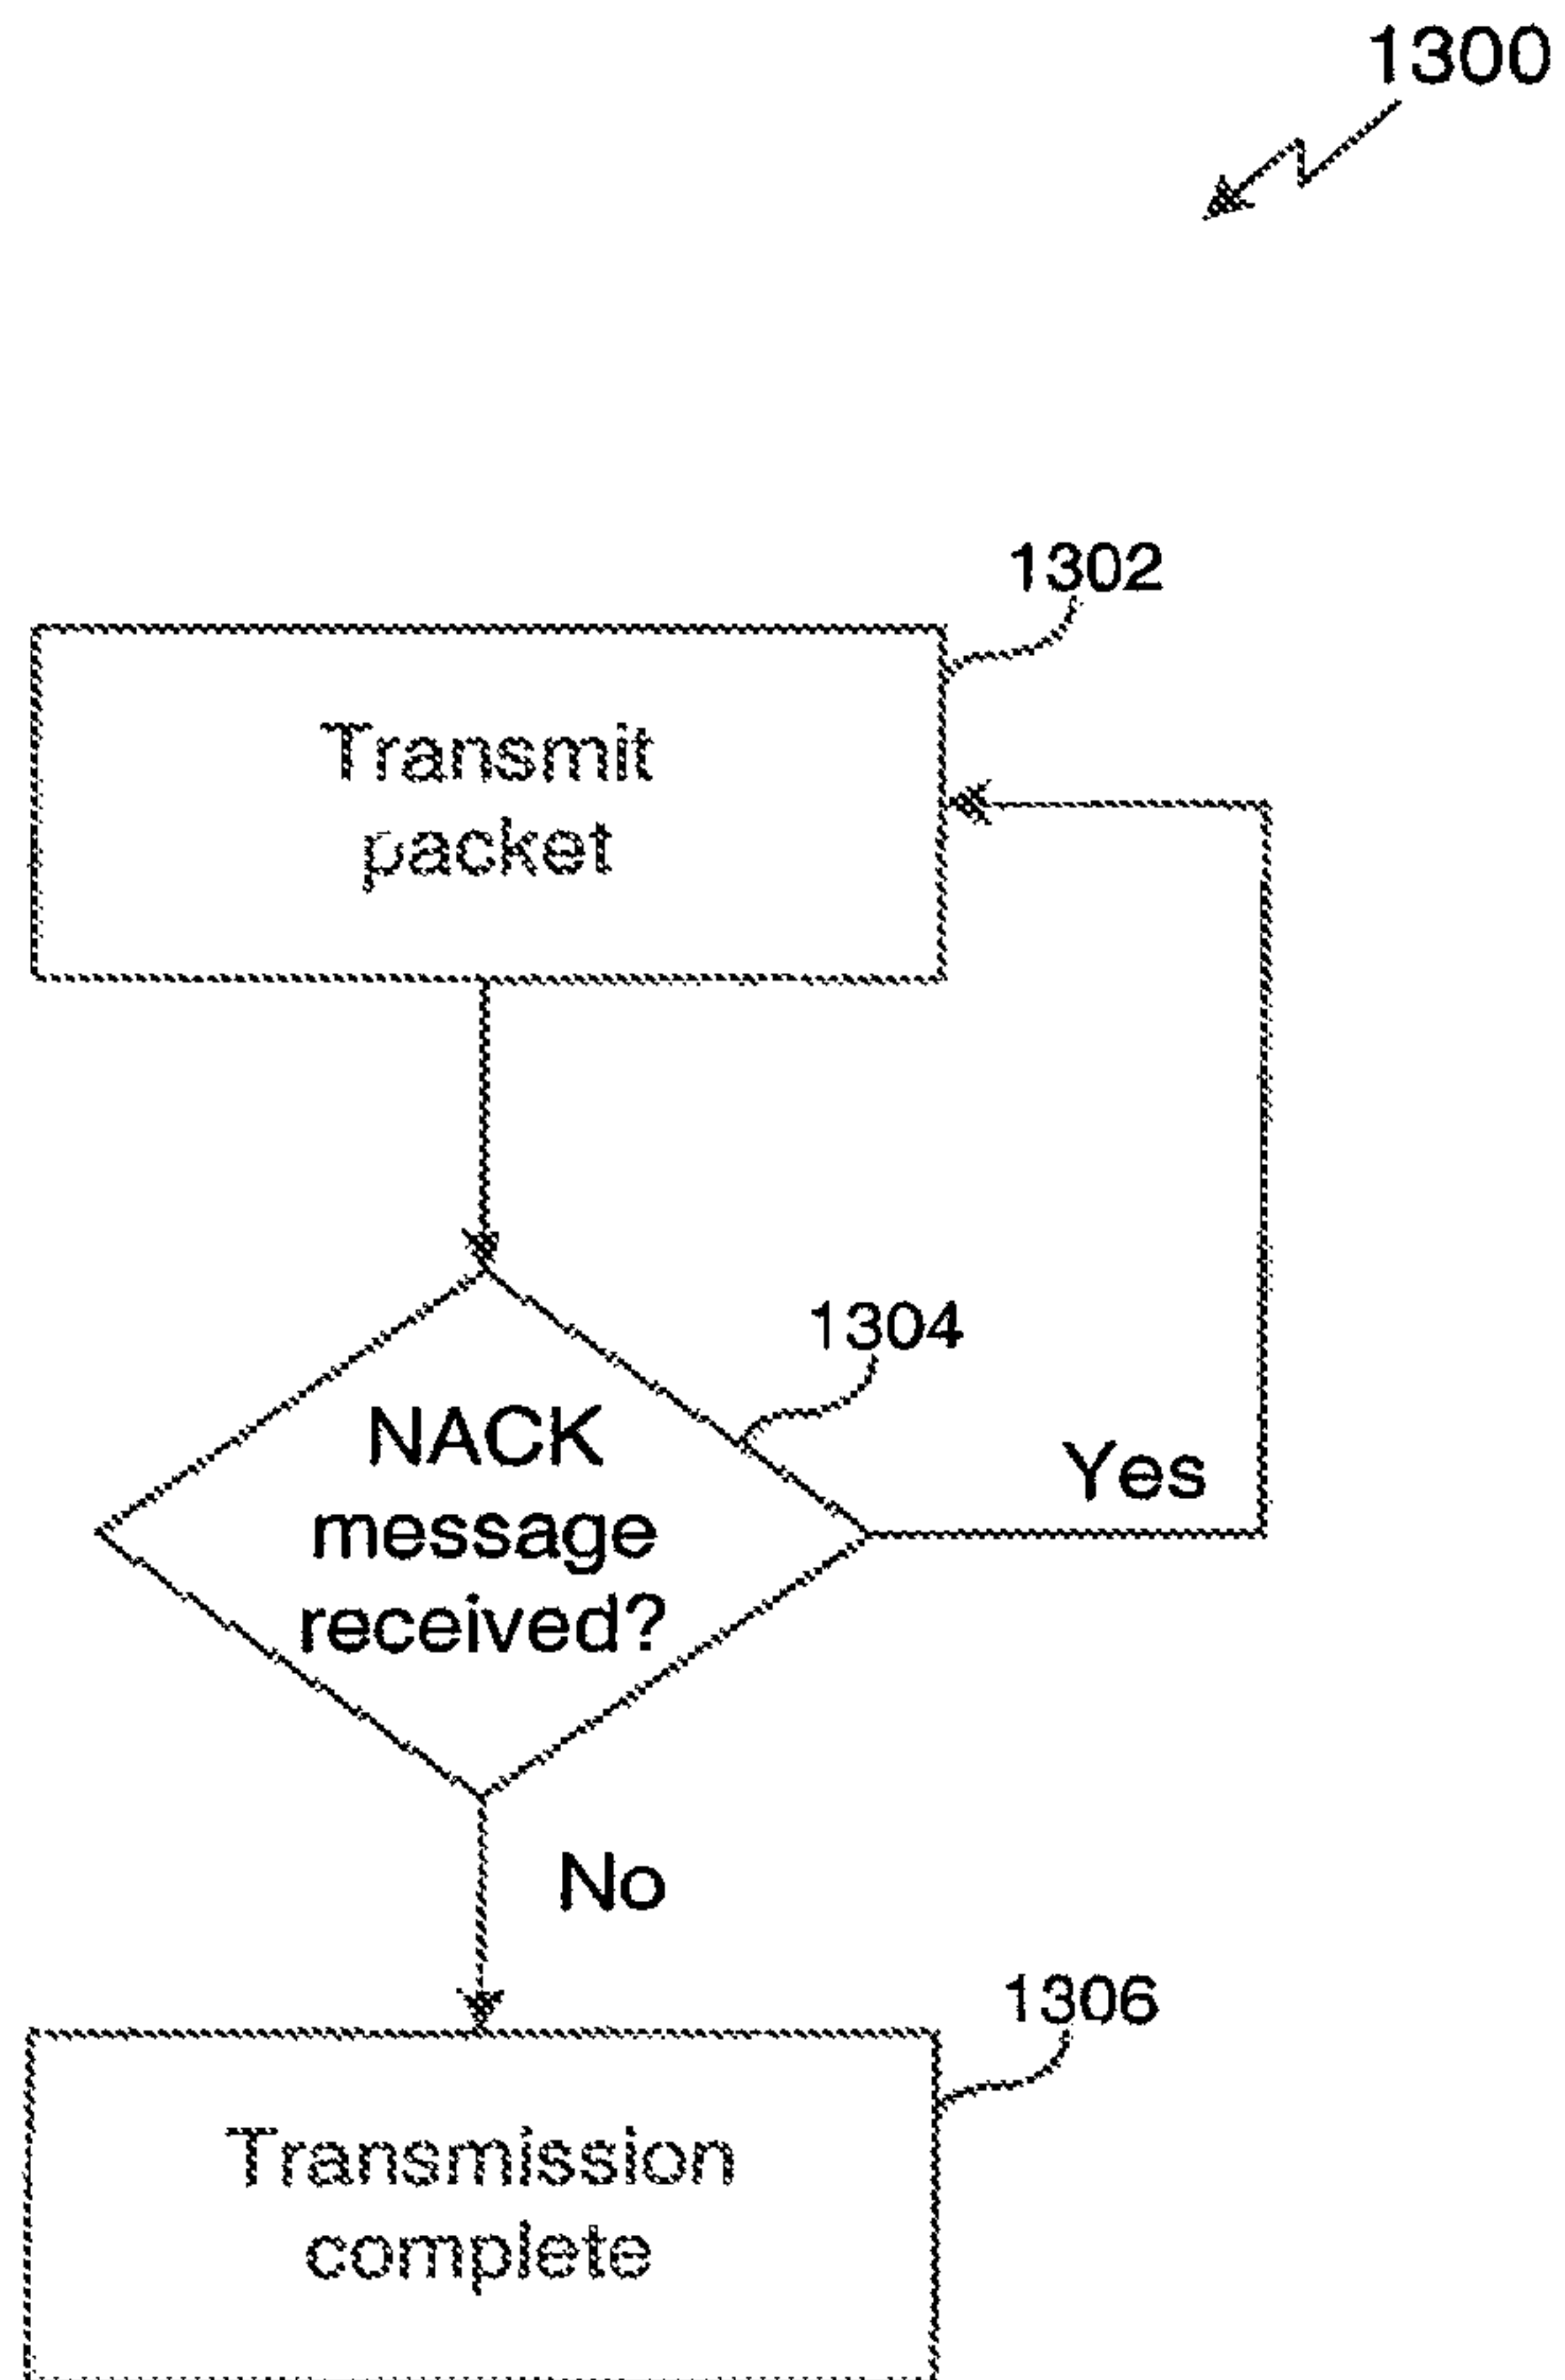 1300
1302
Transmit
packet
1304
NACK
message
received?
Yes
No
1306
Transmission
complete